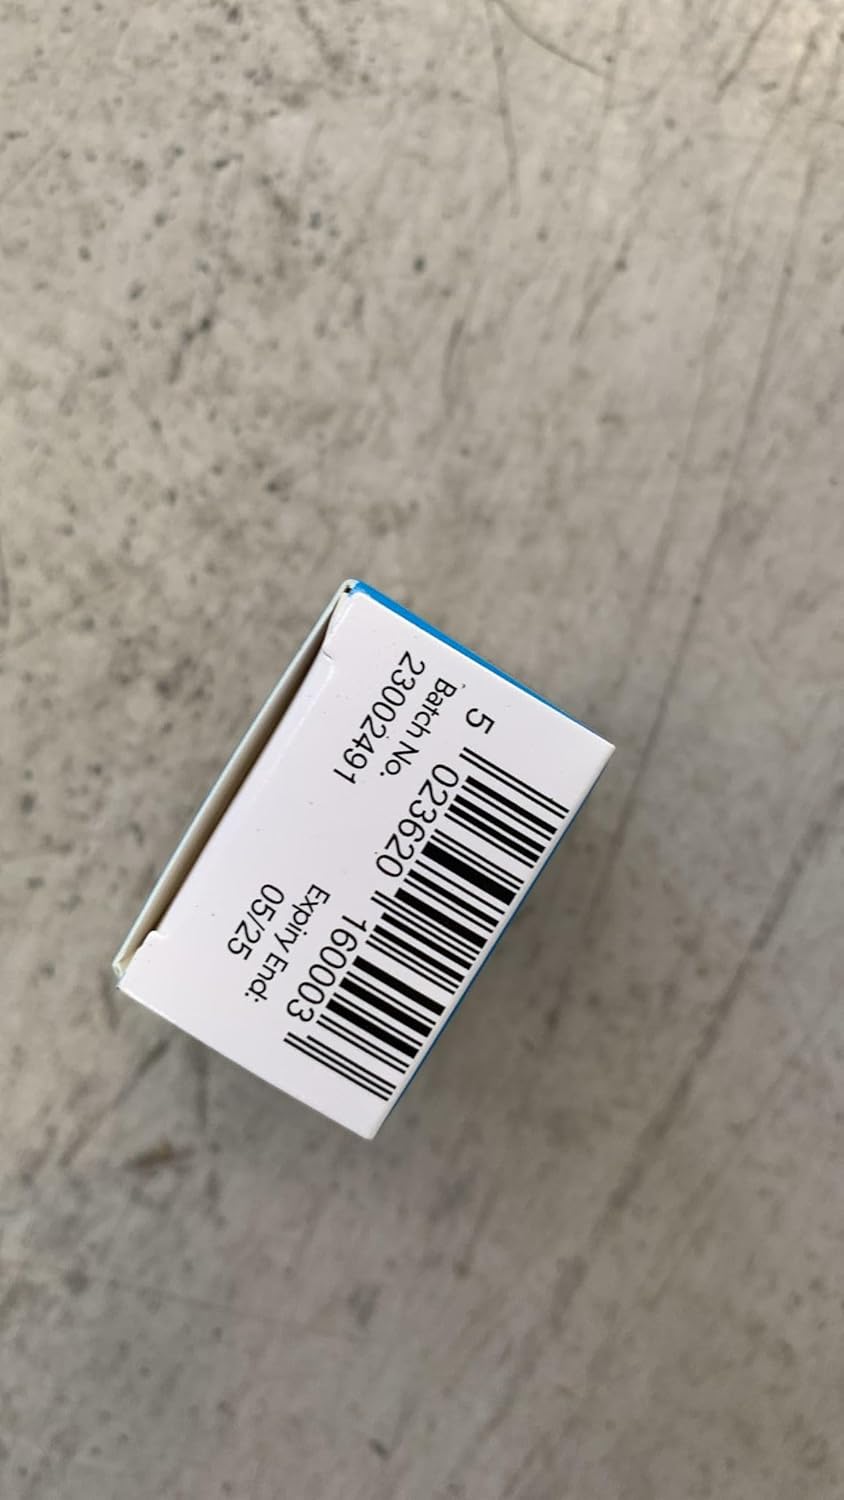 5 023620 160003
Batch No.
23002491
Expiry End:
05/25